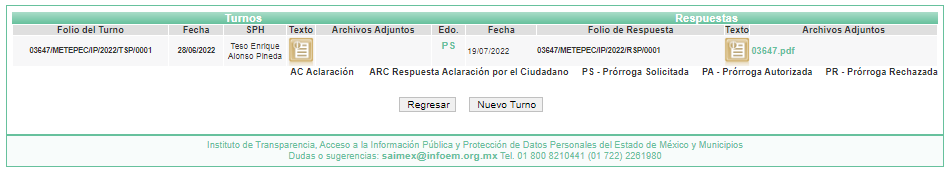 Turnos Respuestas
Folio del Turno Fecha SPH Texto Archivos Adjuntos Edo. Fecha Folio de Respuesta Texto Archivos Adjuntos
03647/METEPEC/IP/2022/TSP/0001 28/06/2022 Teso Enrique Alonso Pineda PS 19/07/2022 03647/METEPEC/IP/2022/RSP/0001 03647.pdf
AC Aclaración ARC Respuesta Aclaración por el Ciudadano PS - Prórroga Solicitada PA - Prórroga Autorizada PR - Prórroga Rechazada
Regresar Nuevo Turno
Instituto de Transparencia, Acceso a la Información Pública y Protección de Datos Personales del Estado de México y Municipios
Dudas o sugerencias: saimex@infoem.org.mx Tel. 01 800 8210441 (01 722) 2261980